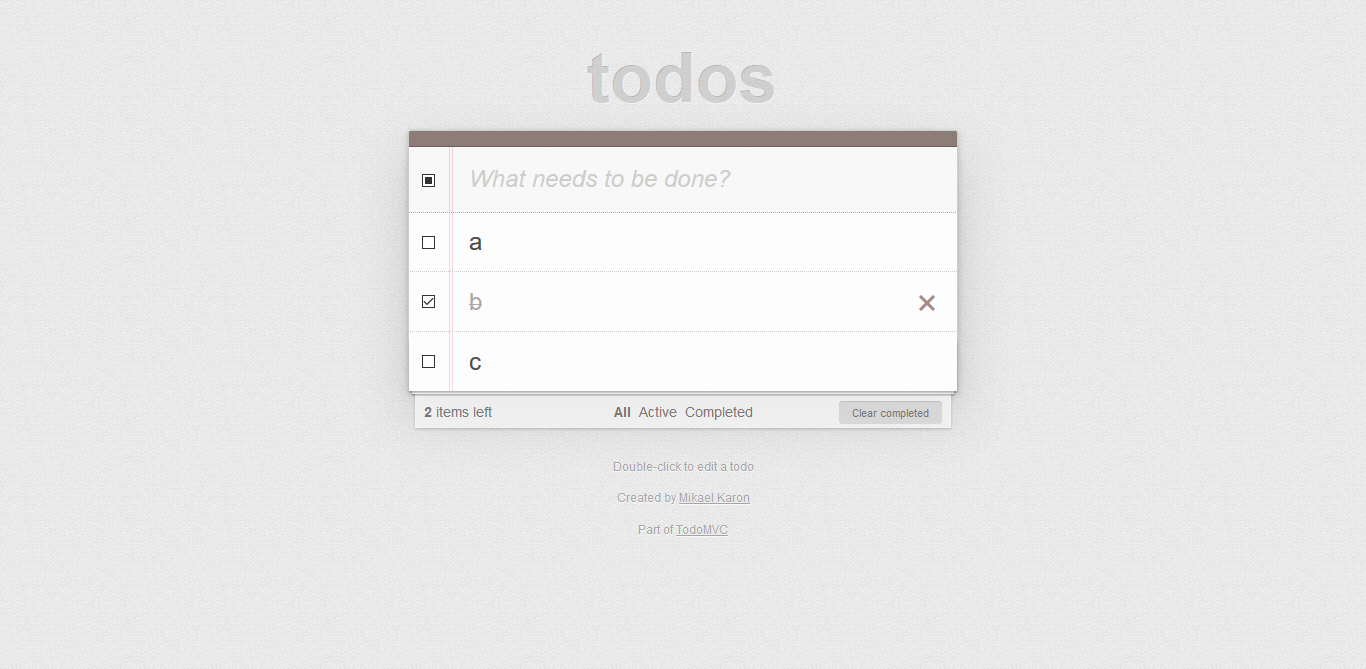 todos
What needs to be done?
a
b
c
2 items left All Active Completed Clear completed
Double-click to edit a todo
Created by Mikael Karon
Part of TodoMVC